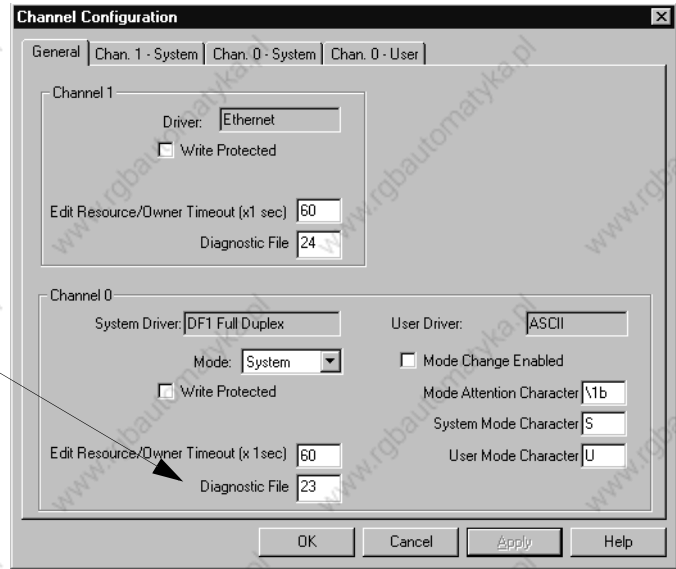 Channel Configuration
General
Chan. 1 - System
Chan. 0 - System
Chan. 0 - User
Channel 1
Driver: Ethernet
Write Protected
Edit Resource/Owner Timeout (x1 sec) 60
Diagnostic File 24
Channel 0
System Driver: DF1 Full Duplex
Mode: System
Write Protected
Edit Resource/Owner Timeout (x 1sec) 60
Diagnostic File 23
User Driver: ASCII
Mode Change Enabled
Mode Attention Character \1b
System Mode Character S
User Mode Character U
OK
Cancel
Apply
Help
www.rgbautomatyka.pl